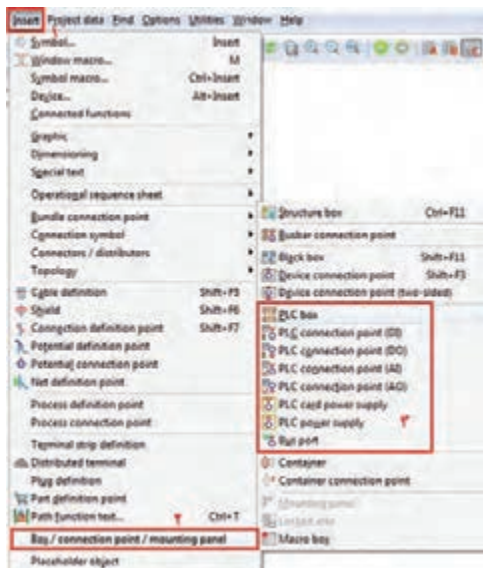 Insert Project data Find Options Utilities Window Help
۱
Symbol... Insert
Window macro... M
Symbol macro... Ctrl+Insert
Device... Alt+Insert
Connected functions
Graphic
Dimensioning
Special text
Operational sequence sheet
Bundle connection point
Connection symbol
Connectors / distributors
Topology
Cable definition Shift+F5
Shield Shift+F6
Connection definition point Shift+F7
Potential definition point
Potential connection point
Net definition point
Process definition point
Process connection point
Terminal strip definition
Distributed terminal
Plug definition
Part definition point
Path function text... Ctrl+T
۲
Box / connection point / mounting panel
Placeholder object
Structure box Ctrl+F11
Busbar connection point
Black box Shift+F11
Device connection point Shift+F3
Device connection point (two-sided)
PLC box
PLC connection point (DI)
PLC connection point (DO)
PLC connection point (AI)
PLC connection point (AO)
PLC card power supply
PLC power supply
۳
Bus port
Container
Container connection point
Mounting panel
Locked area
Macro box